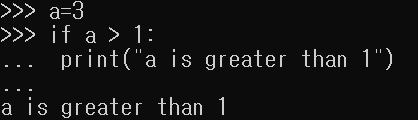 >>> a=3
>>> if a > 1:
...  print("a is greater than 1")
...
a is greater than 1